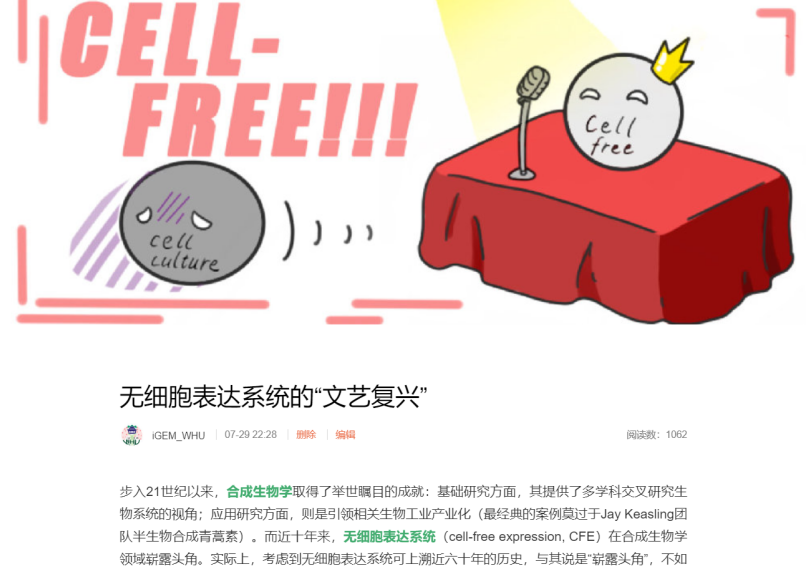 CELL-
FREE!!!
Cell
free
cell
culture
无细胞表达系统的“文艺复兴”
iGEM_WHU 07-29 22:28 删除 编辑 阅读数：1062
步入21世纪以来，合成生物学取得了举世瞩目的成就：基础研究方面，其提供了多学科交叉研究生
物系统的视角；应用研究方面，则是引领相关生物工业产业化（最经典的案例莫过于Jay Keasling团
队半生物合成青蒿素）。而近十年来，无细胞表达系统（cell-free expression, CFE）在合成生物学
领域崭露头角。实际上，考虑到无细胞表达系统可上溯近六十年的历史，与其说是“崭露头角”，不如